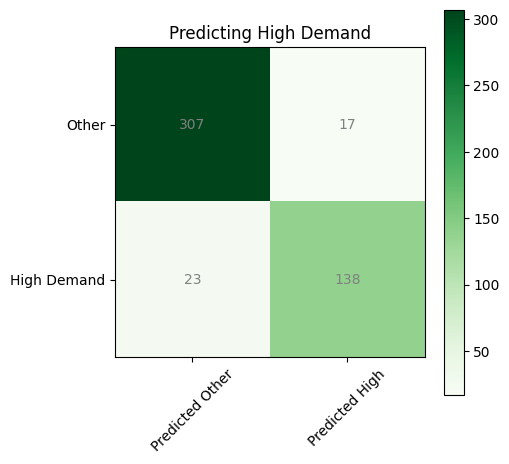 Predicting High Demand
Other
307
17
High Demand
23
138
Predicted Other
Predicted High
300
250
200
150
100
50